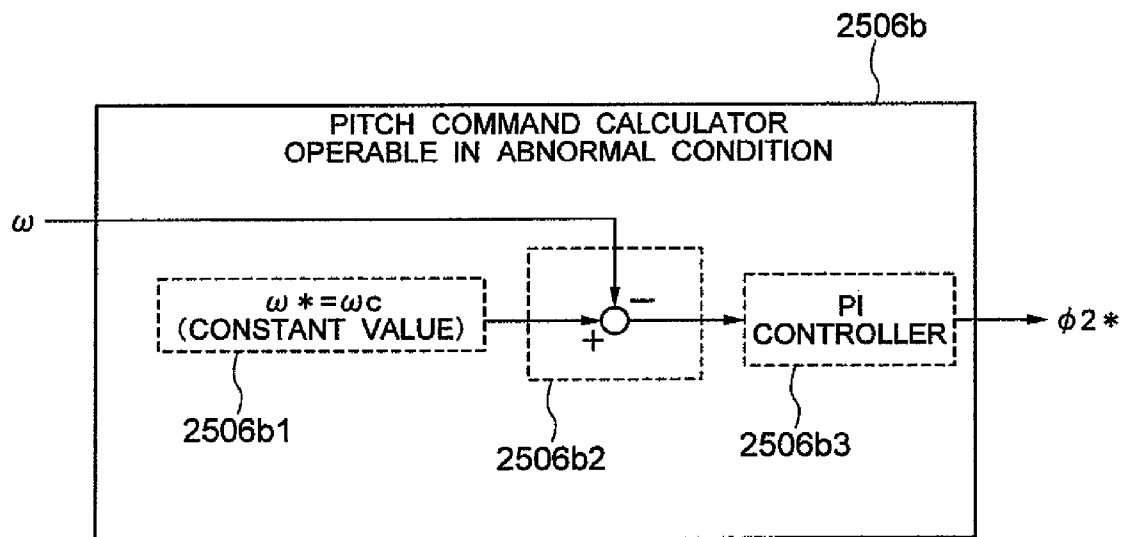 2506b
PITCH COMMAND CALCULATOR
OPERABLE IN ABNORMAL CONDITION
ω
ω*=ωc
(CONSTANT VALUE)
−
+
PI
CONTROLLER
φ2*
2506b1
2506b2
2506b3